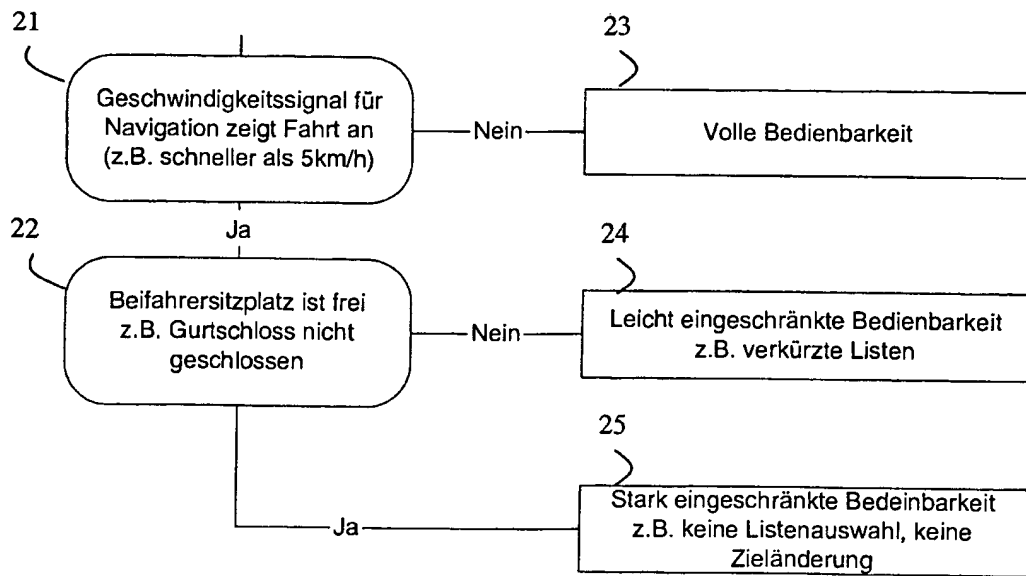 21
Geschwindigkeitssignal für
Navigation zeigt Fahrt an
(z.B. schneller als 5km/h)
Nein
23
Volle Bedienbarkeit
Ja
22
Beifahrersitzplatz ist frei
z.B. Gurtschloss nicht
geschlossen
Nein
24
Leicht eingeschränkte Bedienbarkeit
z.B. verkürzte Listen
Ja
25
Stark eingeschränkte Bedeinbarkeit
z.B. keine Listenauswahl, keine
Zieländerung